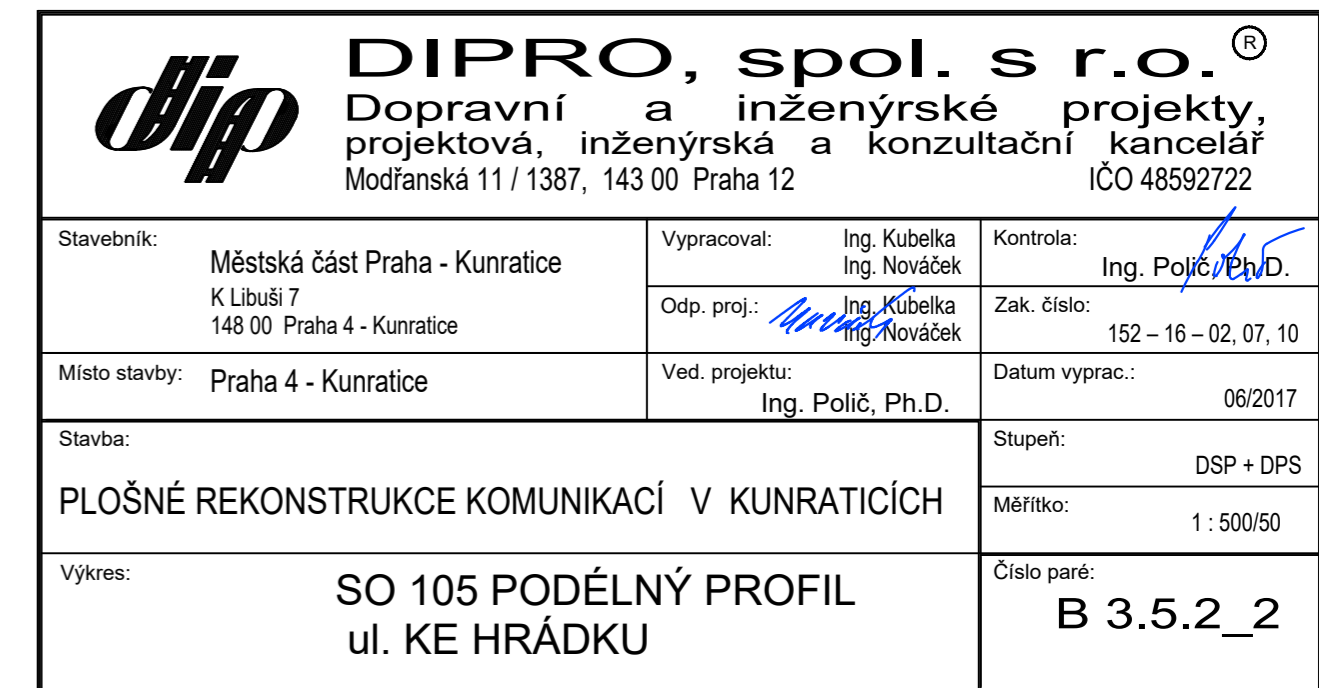 dip
DIPRO, spol. s r.o. ®
Dopravní a inženýrské projekty,
projektová, inženýrská a konzultační kancelář
Modřanská 11 / 1387, 143 00 Praha 12 IČO 48592722
Stavebník:
Městská část Praha - Kunratice
K Libuši 7
148 00 Praha 4 - Kunratice
Vypracoval: Ing. Kubelka
Ing. Nováček
Kontrola:
Ing. Polič, Ph.D.
Odp. proj.: Ing. Kubelka
Ing. Nováček
Zak. číslo:
152 – 16 – 02, 07, 10
Místo stavby: Praha 4 - Kunratice
Ved. projektu:
Ing. Polič, Ph.D.
Datum vyprac.:
06/2017
Stavba:
PLOŠNÉ REKONSTRUKCE KOMUNIKACÍ V KUNRATICÍCH
Stupeň:
DSP + DPS
Měřítko:
1 : 500/50
Výkres:
SO 105 PODÉLNÝ PROFIL
ul. KE HRÁDKU
Číslo paré:
B 3.5.2_2